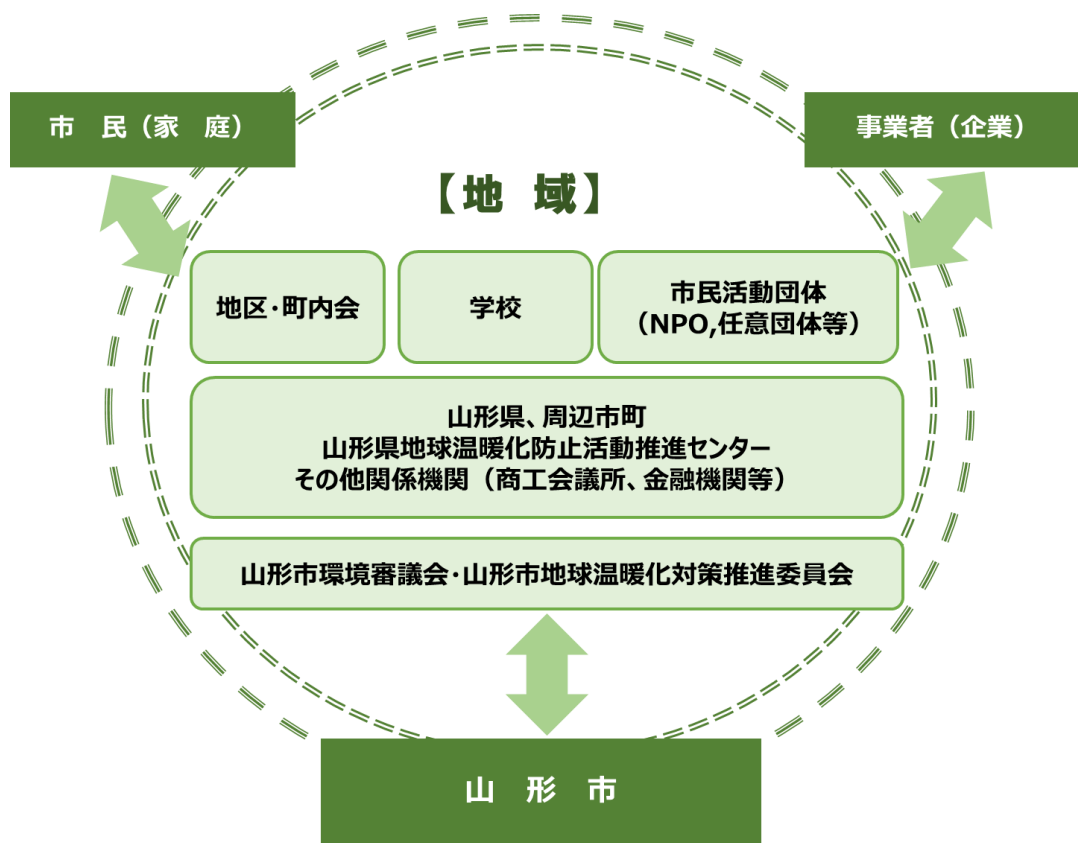 市　民（家　庭）
事業者（企業）
【地　域】
地区・町内会
学校
市民活動団体
（NPO,任意団体等）
山形県、周辺市町
山形県地球温暖化防止活動推進センター
その他関係機関（商工会議所、金融機関等）
山形市環境審議会・山形市地球温暖化対策推進委員会
山　形　市